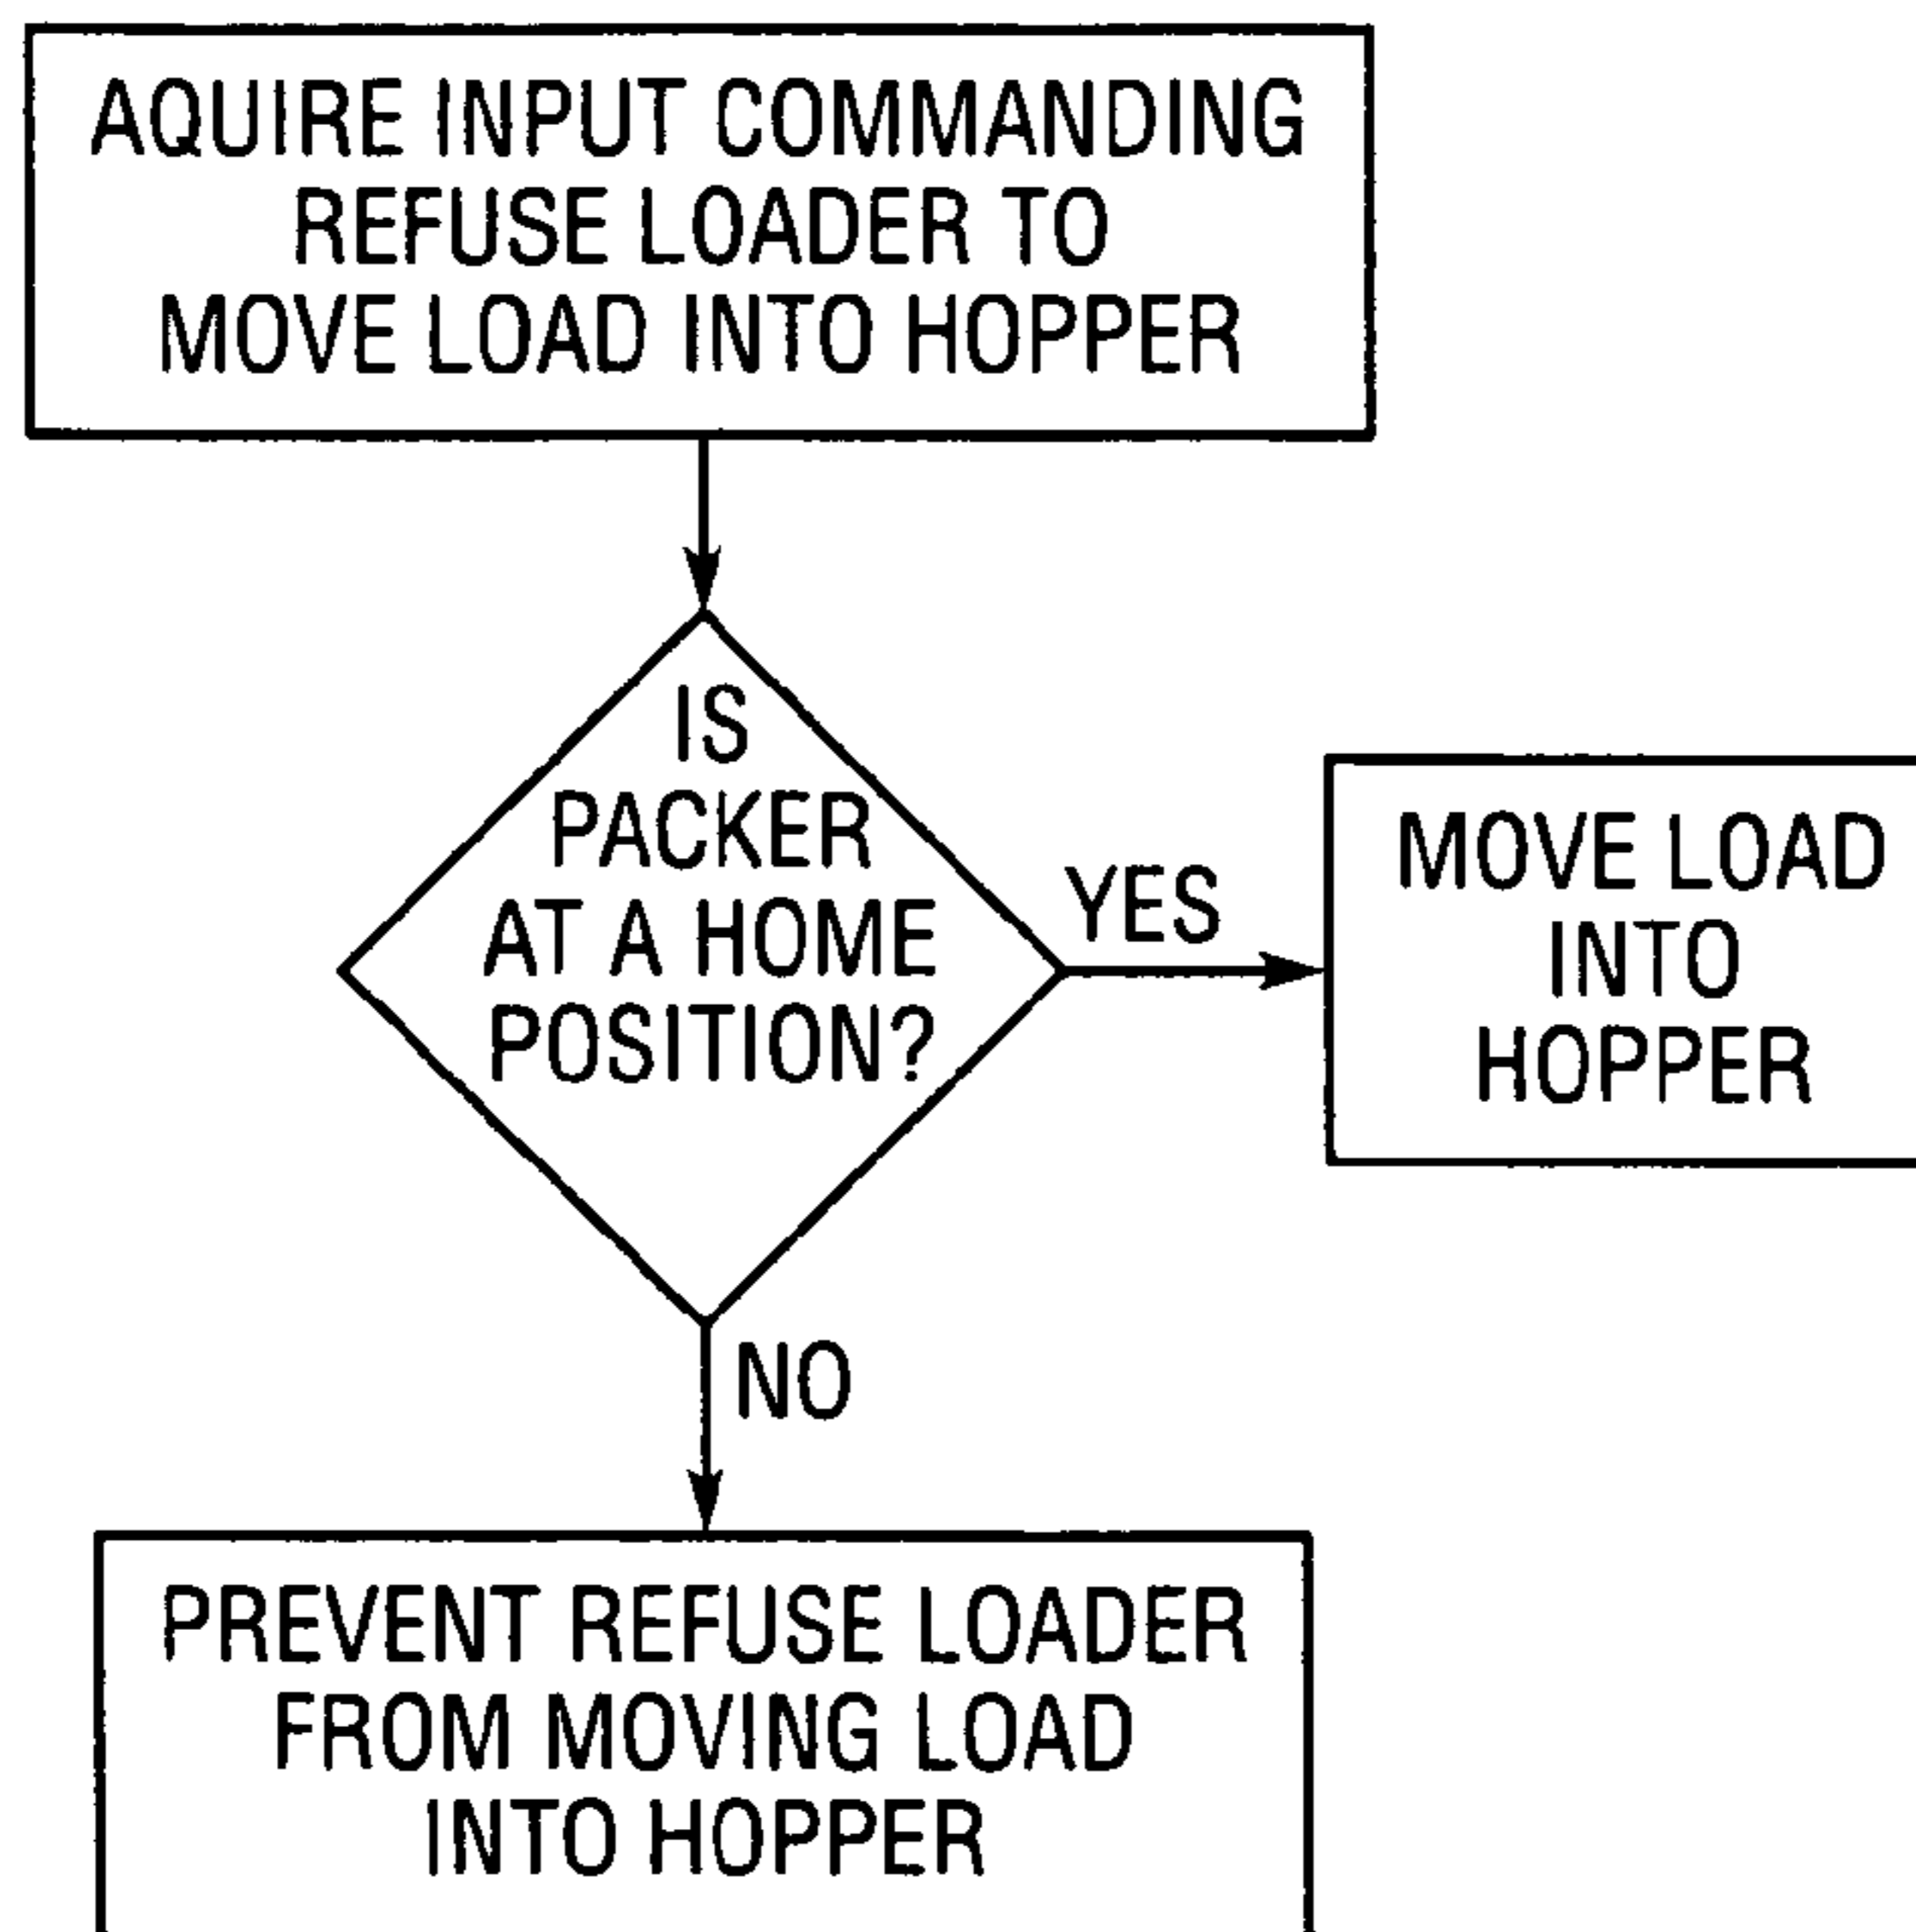 AQUIRE INPUT COMMANDING
REFUSE LOADER TO
MOVE LOAD INTO HOPPER
IS
PACKER
AT A HOME
POSITION?
YES
MOVE LOAD
INTO
HOPPER
NO
PREVENT REFUSE LOADER
FROM MOVING LOAD
INTO HOPPER